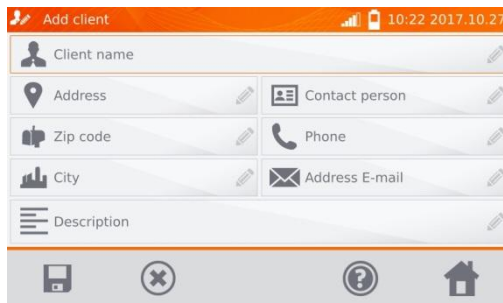 Add client 10:22 2017.10.27
Client name
Address Contact person
Zip code Phone
City Address E-mail
Description